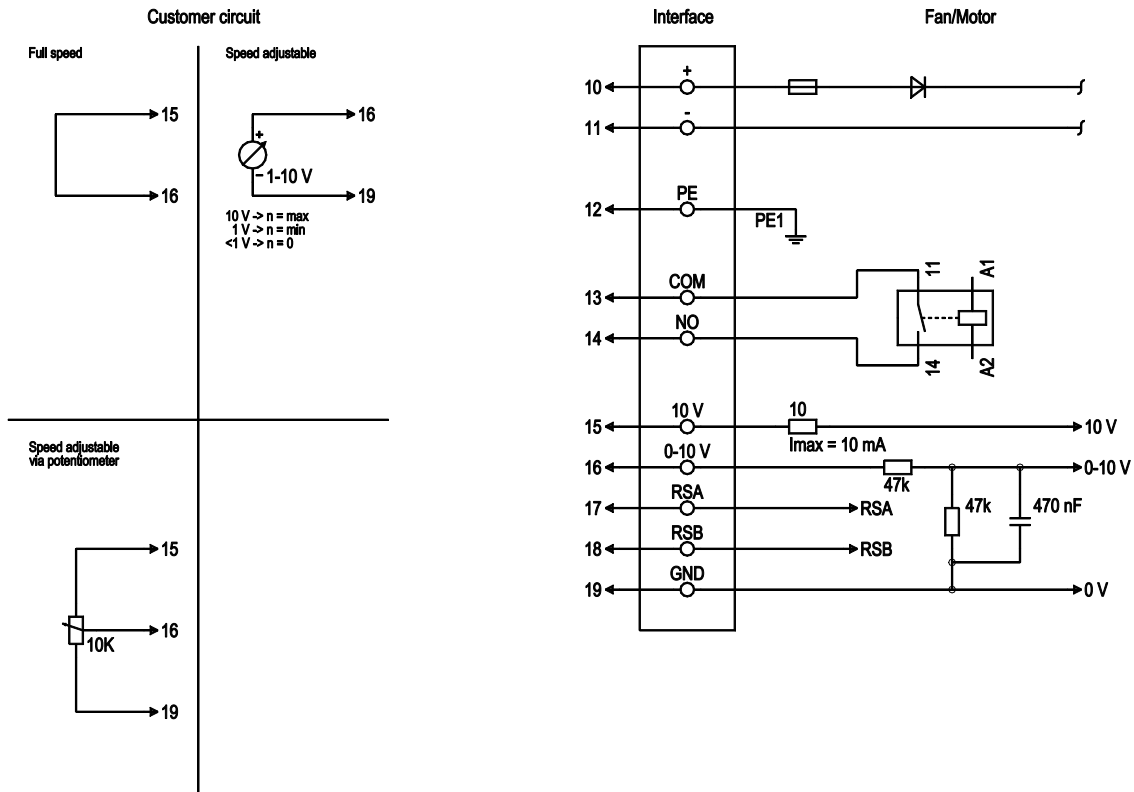 Customer circuit
Interface
Fan/Motor
Full speed
Speed adjustable
15
16
16
+
– 1-10 V
19
10 V -> n = max
1 V -> n = min
<1 V -> n = 0
Speed adjustable
via potentiometer
15
16
10K
19
10
+
11
-
12
PE
PE1
13
COM
11
A1
14
NO
14
A2
15
10 V
10
Imax = 10 mA
10 V
16
0-10 V
47k
0-10 V
17
RSA
RSA
47k
470 nF
18
RSB
RSB
19
GND
0 V